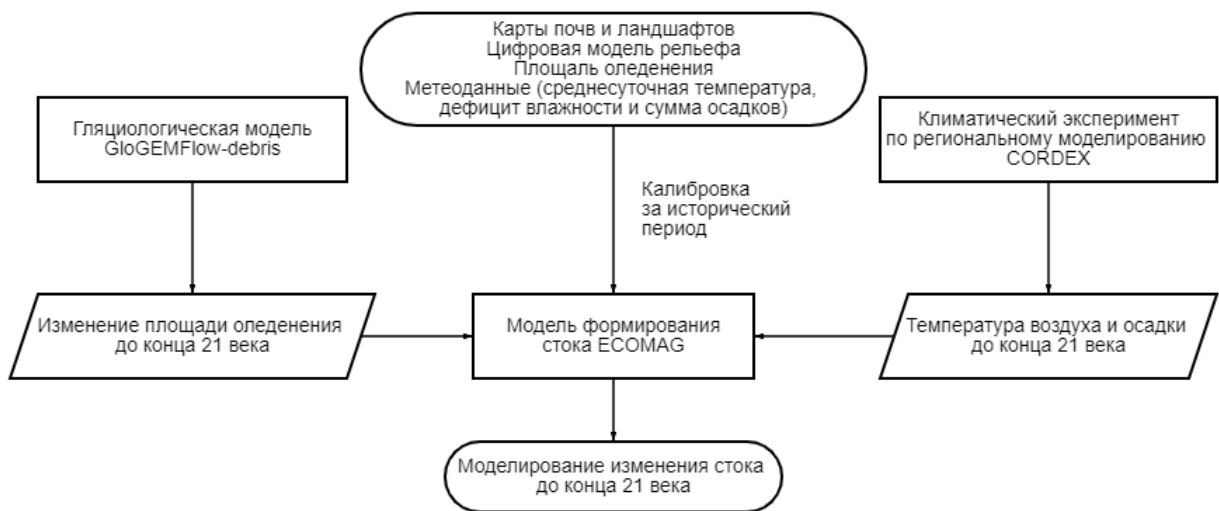 Карты почв и ландшафтов
Цифровая модель рельефа
Площаль оледенения
Метеоданные (среднесуточная температура,
дефицит влажности и сумма осадков)
Гляциологическая модель
GloGEMFlow-debris
Климатический эксперимент
по региональному моделированию
CORDEX
Калибровка
за исторический
период
Изменение площади оледенения
до конца 21 века
Модель формирования
стока ECOMAG
Температура воздуха и осадки
до конца 21 века
Моделирование изменения стока
до конца 21 века